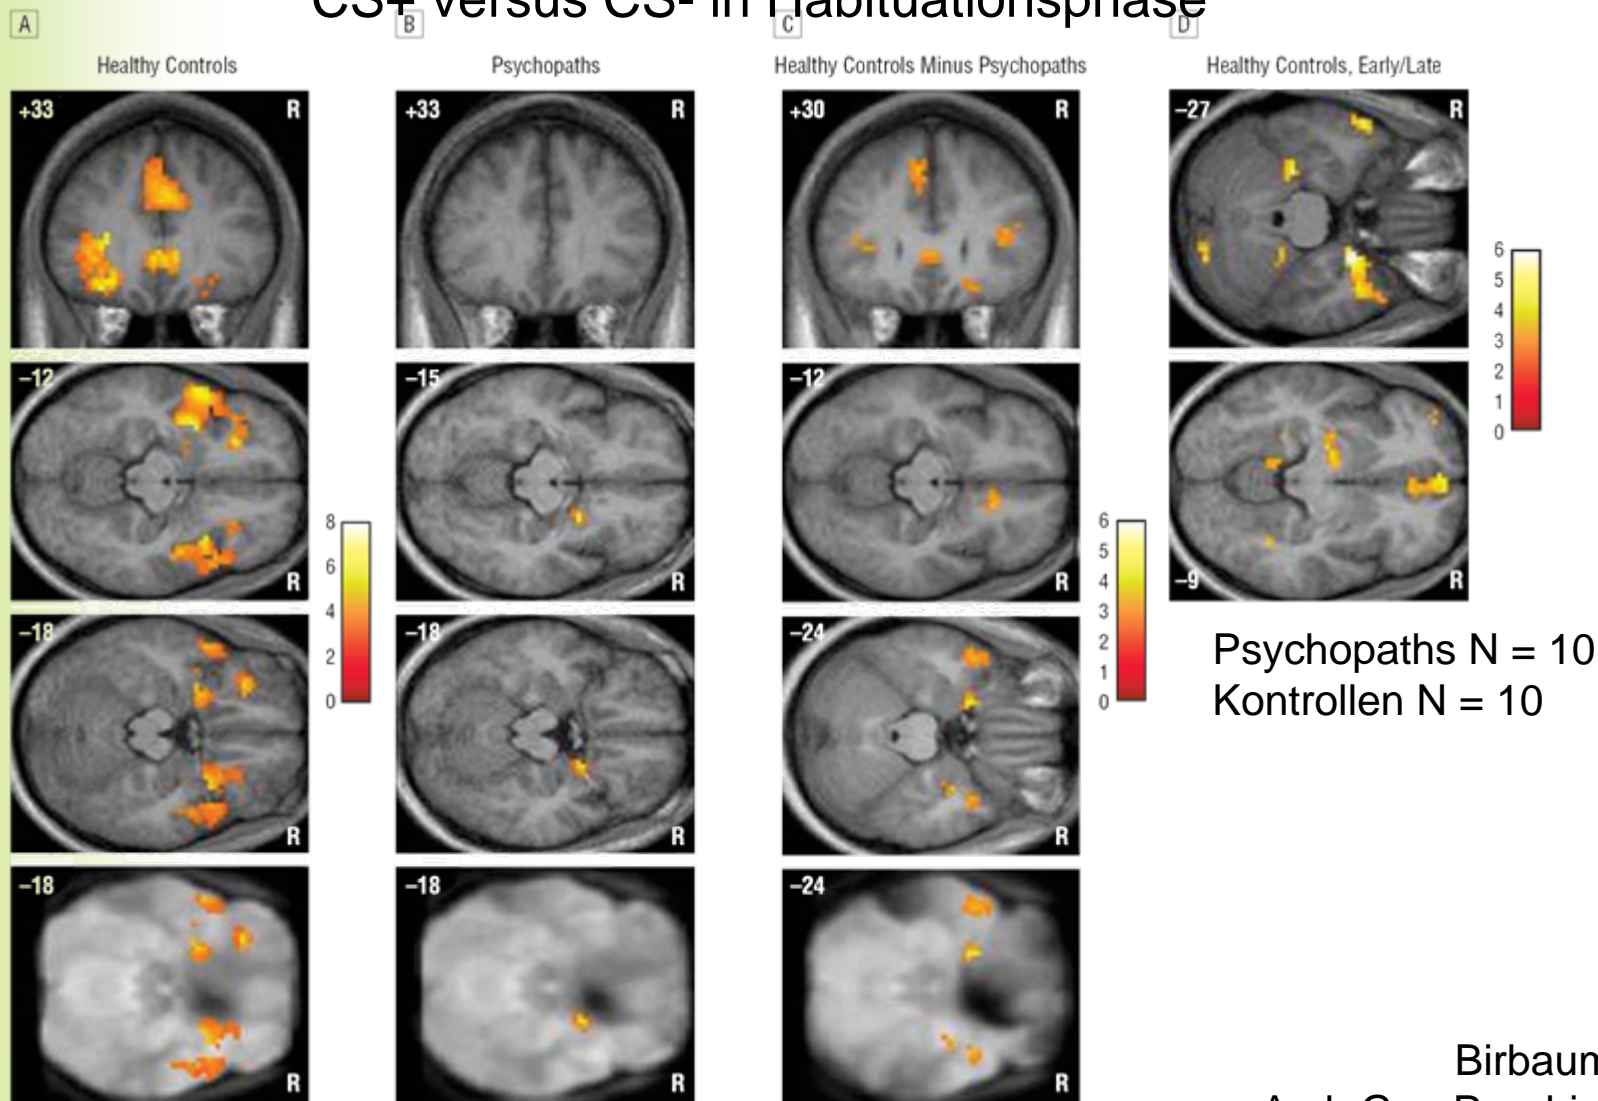 CS+ versus CS- in Habituationsphase
A
B
C
D
Healthy Controls
Psychopaths
Healthy Controls Minus Psychopaths
Healthy Controls, Early/Late
+33 R
+33 R
+30 R
−27 R
6
5
4
3
2
1
0
−12 R
−15 R
−12 R
−9 R
8
6
4
2
0
6
5
4
3
2
1
0
−18 R
−18 R
−24 R
Psychopaths N = 10
Kontrollen N = 10
−18 R
−18 R
−24 R